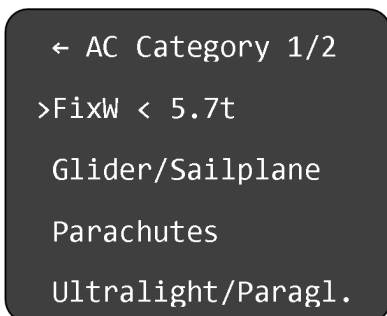 ← AC Category 1/2
>FixW < 5.7t
Glider/Sailplane
Parachutes
Ultralight/Paragl.